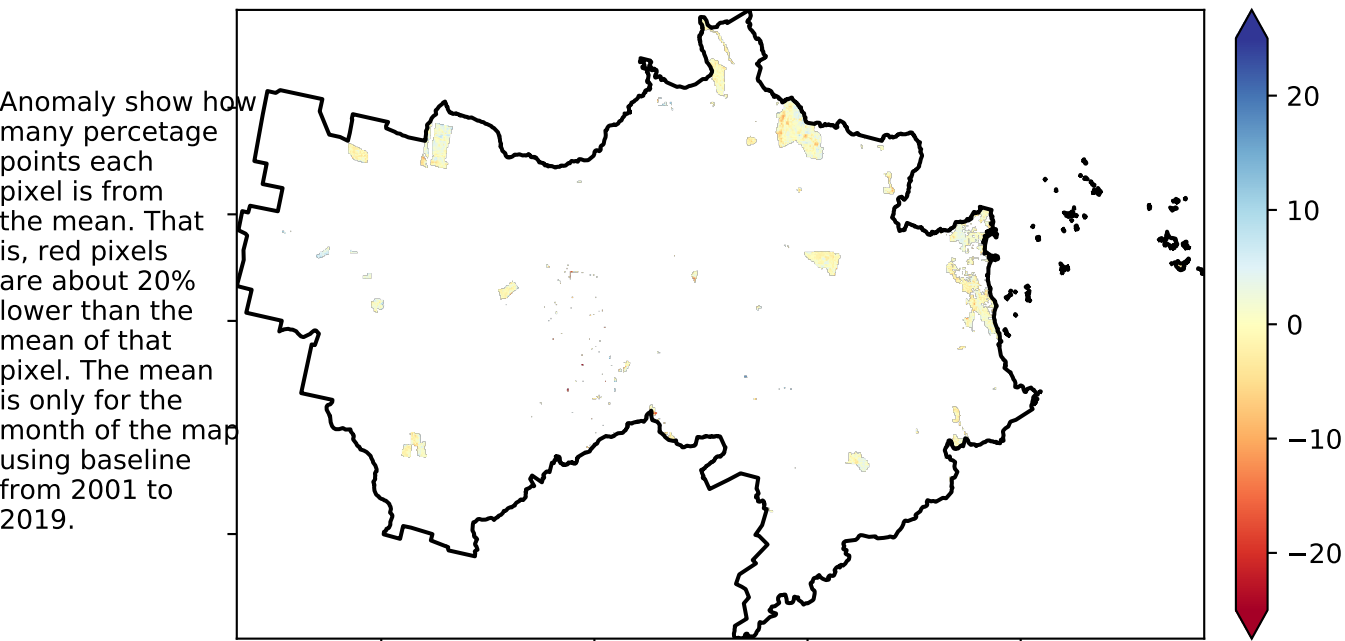 Anomaly show how
many percetage
points each
pixel is from
the mean. That
is, red pixels
are about 20%
lower than the
mean of that
pixel. The mean
is only for the
month of the map
using baseline
from 2001 to
2019.
20
10
0
−10
−20